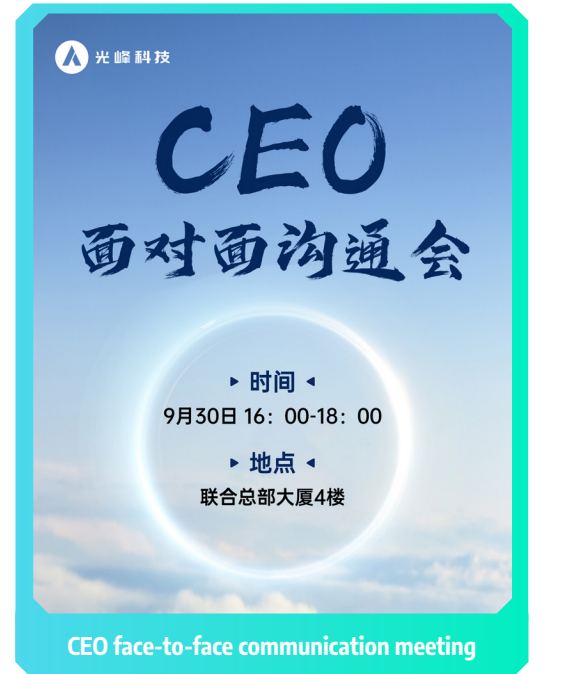 光峰科技
CEO
面对面沟通会
时间
9月30日 16：00-18：00
地点
联合总部大厦4楼
CEO face-to-face communication meeting